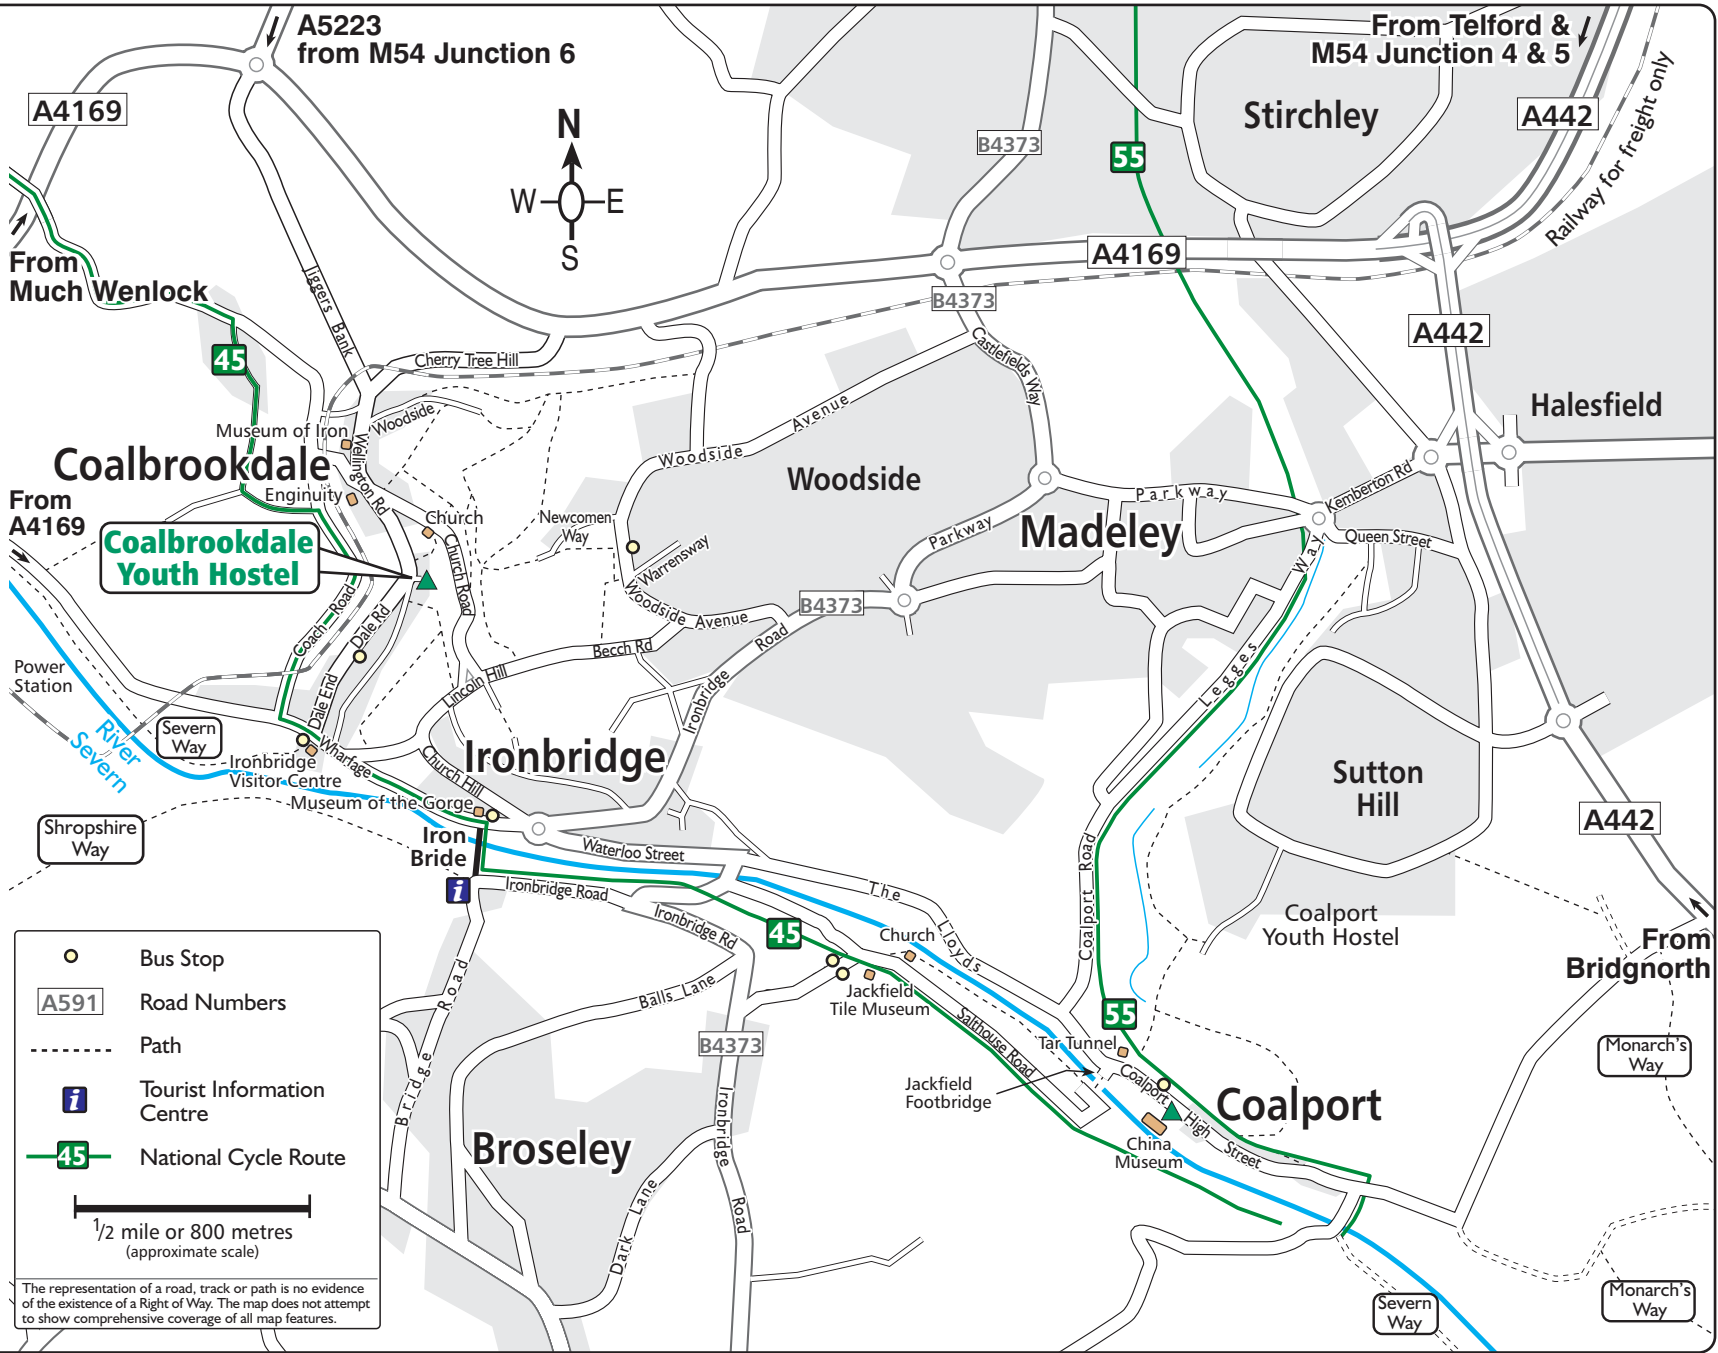 A5223
from M54 Junction 6
From Telford &
M54 Junction 4 & 5
A4169
A442
Stirchley
Railway for freight only
N
W
E
S
B4373
55
From
Much Wenlock
A4169
B4373
A442
Jiggers Bank
45
Cherry Tree Hill
Castlefields Way
Halesfield
Woodside
Avenue
Museum of Iron
Wellington Rd
Coalbrookdale
Woodside
Woodside
Enginuity
From
A4169
Kemberton Rd
Parkway
Madeley
Parkway
Queen Street
Church
Church Road
Newcomen
Way
Warrensway
Coalbrookdale
Youth Hostel
Woodside Avenue
B4373
Way
Legges
Coach Road
Dale Rd
Becch Rd
Ironbridge
Road
Power
Station
Lincoln Hill
Dale End
River
Severn
Severn
Way
Wharfage
Ironbridge
Visitor Centre
Church Hill
Ironbridge
Sutton
Hill
Museum of the Gorge
A442
Shropshire
Way
Iron
Bride
Waterloo Street
Coalport Road
The
Lloyds
Ironbridge Road
Ironbridge Rd
45
Church
Coalport
Youth Hostel
From
Bridgnorth
Balls Lane
Jackfield
Tile Museum
Salthouse Road
55
Tar Tunnel
B4373
Monarch's
Way
Jackfield
Footbridge
Coalport
High
Street
Coalport
China
Museum
Bridge
Road
Broseley
Ironbridge
Road
Dark Lane
Severn
Way
Monarch's
Way
Bus Stop
A591
Road Numbers
Path
i
Tourist Information
Centre
45
National Cycle Route
1/2 mile or 800 metres
(approximate scale)
The representation of a road, track or path is no evidence
of the existence of a Right of Way. The map does not attempt
to show comprehensive coverage of all map features.